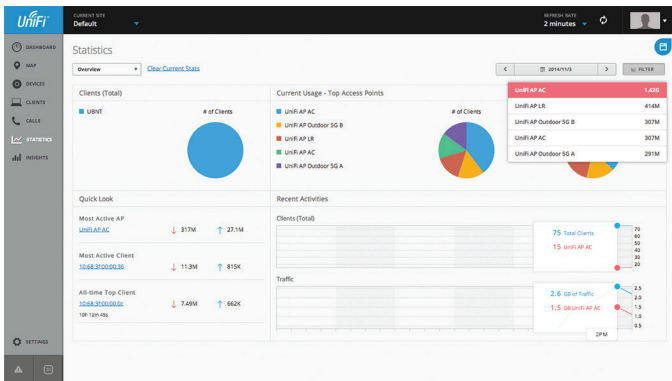 UniFi
CURRENT SITE
Default
REFRESH RATE
2 minutes
DASHBOARD
MAP
DEVICES
CLIENTS
CALLS
STATISTICS
INSIGHTS
SETTINGS
Statistics
Overview
Clear Current Stats
2014/11/3
FILTER
Clients (Total)
UBNT
# of Clients
Current Usage - Top Access Points
UniFi AP AC
UniFi AP Outdoor 5G B
UniFi AP LR
UniFi AP AC
UniFi AP Outdoor 5G A
# of Clients
UniFi AP AC 1.42G
UniFi AP LR 414M
UniFi AP Outdoor 5G B 307M
UniFi AP AC 307M
UniFi AP Outdoor 5G A 291M
Quick Look
Most Active AP
UniFi AP AC 317M 27.1M
Most Active Client
10:68:3f:00:00:36 11.3M 815K
All-time Top Client
10:68:3f:00:00:0c 7.49M 662K
10h 12m 45s
Recent Activities
Clients (Total)
75 Total Clients
15 UniFi AP AC
70
60
50
40
30
20
Traffic
2.6 GB of Traffic
1.5 GB UniFi AP AC
2.5
2.0
1.5
1.0
0.5
2PM